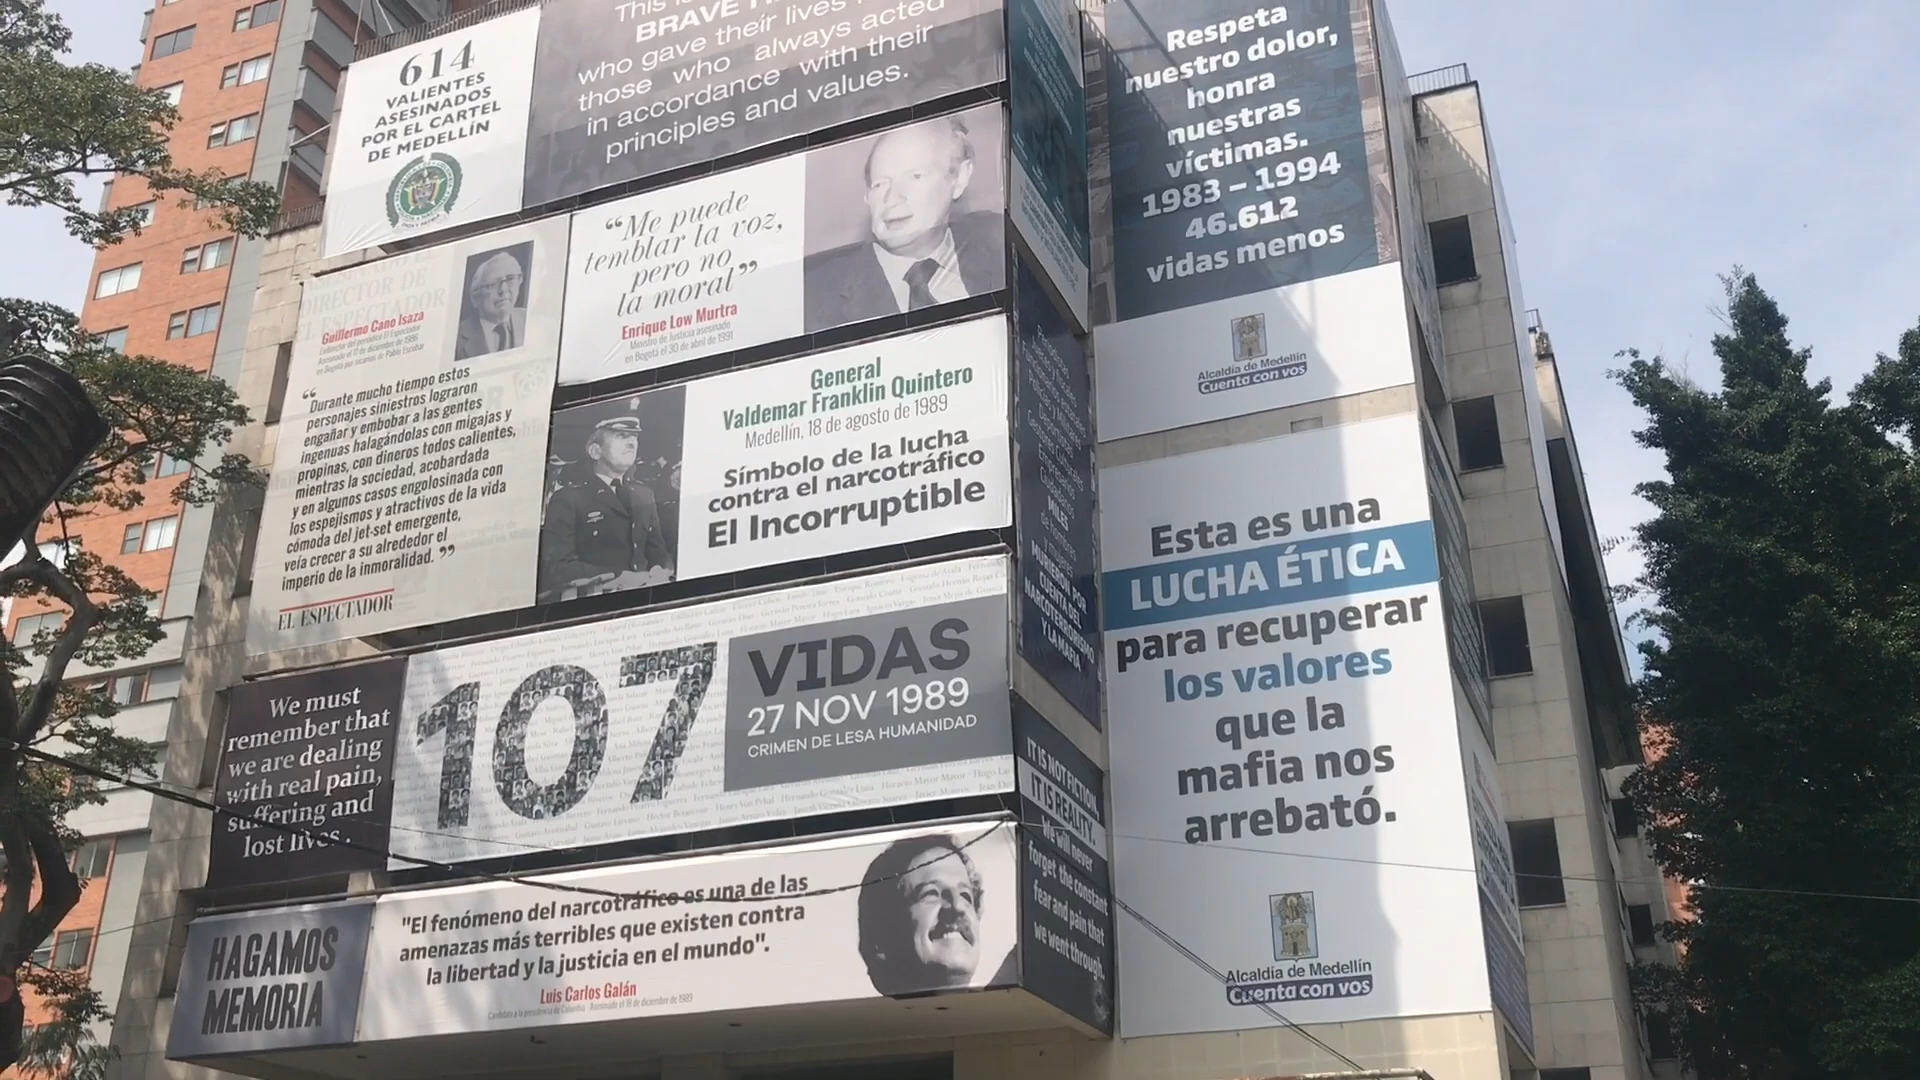 614
VALIENTES
ASESINADOS
POR EL CARTEL
DE MEDELLÍN
This is
BRAVE
who gave their lives
those who always acted
in accordance with their
principles and values.
Guillermo Cano Isaza
"Durante mucho tiempo estos
personajes siniestros lograron
engañar y embobar a las gentes
ingenuas halagándolas con migajas y
propinas, con dineros todos calientes,
mientras la sociedad, acobardada
y en algunos casos engolosinada con
los espejismos y atractivos de la vida
cómoda del jet-set emergente,
veía crecer a su alrededor el
imperio de la inmoralidad."
EL ESPECTADOR
"Me puede
temblar la voz,
pero no
la moral"
Enrique Low Murtra
Ministro de Justicia asesinado
en Bogotá el 30 de abril de 1991
General
Valdemar Franklin Quintero
Medellín, 18 de agosto de 1989
Símbolo de la lucha
contra el narcotráfico
El Incorruptible
We must
remember that
we are dealing
with real pain,
suffering and
lost lives.
107
VIDAS
27 NOV 1989
CRIMEN DE LESA HUMANIDAD
HAGAMOS
MEMORIA
"El fenómeno del narcotráfico es una de las
amenazas más terribles que existen contra
la libertad y la justicia en el mundo".
Luis Carlos Galán
MILES
de hombres
y mujeres
MURIERON POR
CUENTA DEL
NARCOTERRORISMO
Y LA MAFIA
IT IS NOT FICTION.
IT IS REALITY.
We will never
forget the constant
fear and pain that
we went through.
Respeta
nuestro dolor,
honra
nuestras
víctimas.
1983 - 1994
46.612
vidas menos
Alcaldía de Medellín
Cuenta con vos
Esta es una
LUCHA ÉTICA
para recuperar
los valores
que la
mafia nos
arrebató.
Alcaldía de Medellín
Cuenta con vos